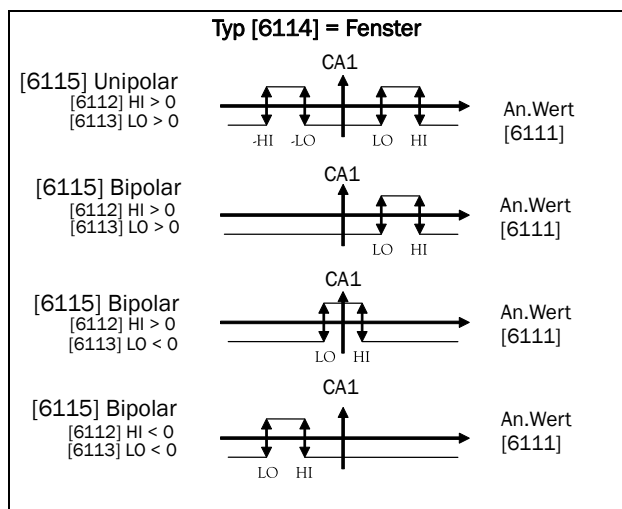 Typ [6114] = Fenster
CA1
[6115] Unipolar
[6112] HI > 0
[6113] LO > 0
An.Wert
[6111]
-HI -LO LO HI
CA1
[6115] Bipolar
[6112] HI > 0
[6113] LO > 0
An.Wert
[6111]
LO HI
[6115] Bipolar
[6112] HI > 0
[6113] LO < 0
CA1
An.Wert
[6111]
LO HI
CA1
[6115] Bipolar
[6112] HI < 0
[6113] LO < 0
An.Wert
[6111]
LO HI